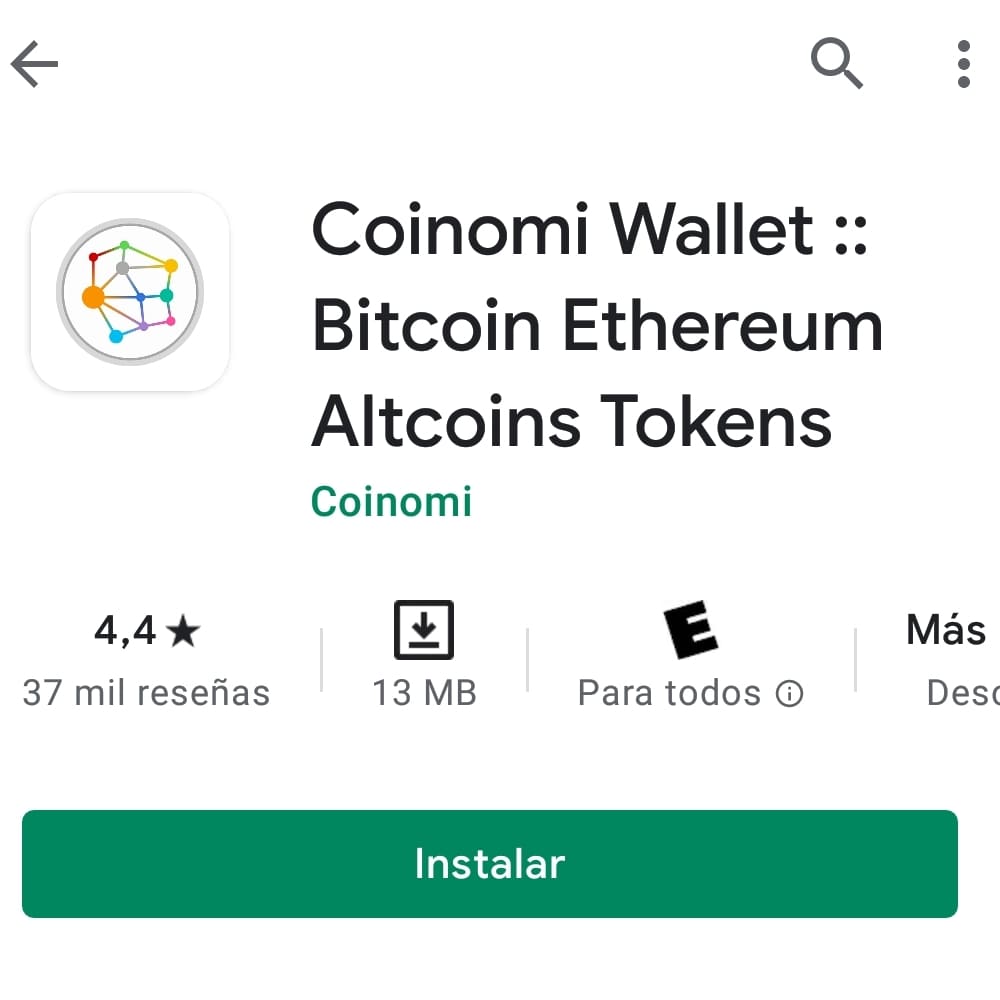 Coinomi Wallet ::
Bitcoin Ethereum
Altcoins Tokens
Coinomi
4,4★
37 mil reseñas
13 MB
E
Para todos
Más
Desc
Instalar